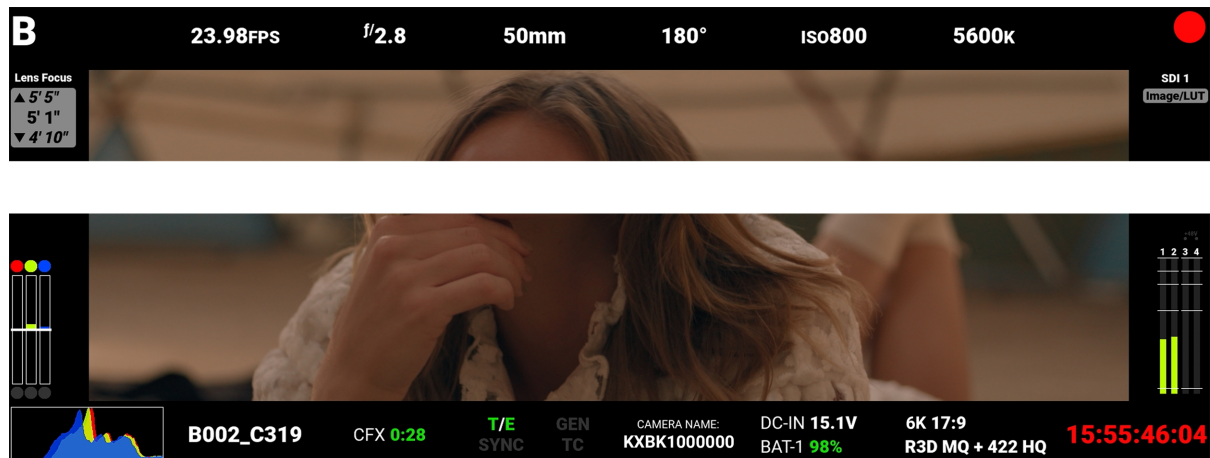 B
23.98FPS
ƒ/2.8
50mm
180°
ISO800
5600K
Lens Focus
▲ 5' 5"
5' 1"
▼ 4' 10"
SDI 1
Image/LUT
+48V
1 2 3 4
B002_C319
CFX 0:28
T/E
SYNC
GEN
TC
CAMERA NAME:
KXBK1000000
DC-IN 15.1V
BAT-1 98%
6K 17:9
R3D MQ + 422 HQ
15:55:46:04